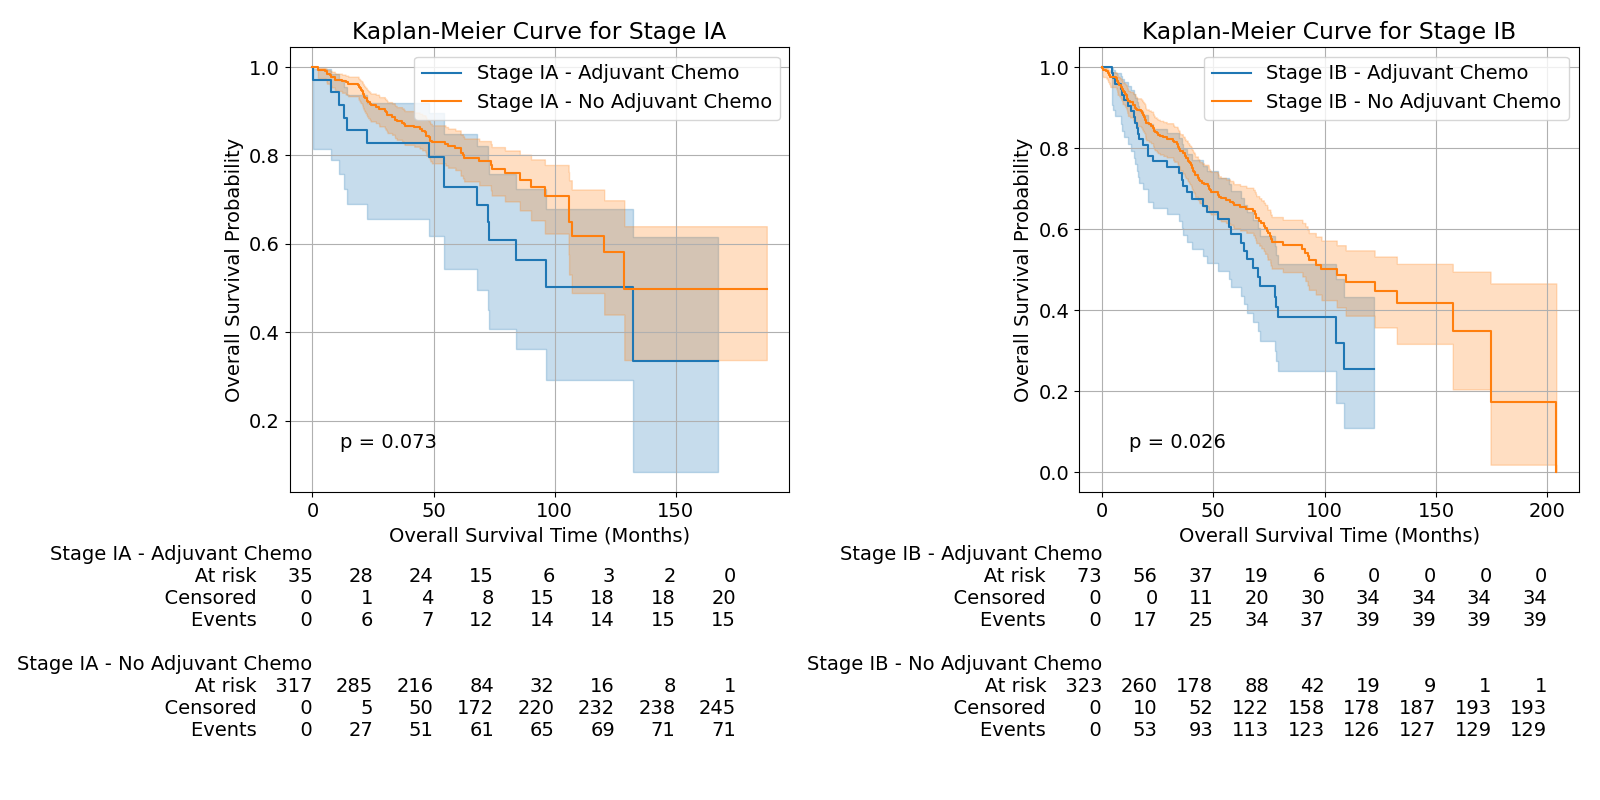 Kaplan-Meier Curve for Stage IA
Stage IA - Adjuvant Chemo
Stage IA - No Adjuvant Chemo
1.0
0.8
0.6
0.4
0.2
Overall Survival Probability
p = 0.073
0 50 100 150
Overall Survival Time (Months)
Stage IA - Adjuvant Chemo
At risk 35 28 24 15 6 3 2 0
Censored 0 1 4 8 15 18 18 20
Events 0 6 7 12 14 14 15 15
Stage IA - No Adjuvant Chemo
At risk 317 285 216 84 32 16 8 1
Censored 0 5 50 172 220 232 238 245
Events 0 27 51 61 65 69 71 71
Kaplan-Meier Curve for Stage IB
Stage IB - Adjuvant Chemo
Stage IB - No Adjuvant Chemo
1.0
0.8
0.6
0.4
0.2
0.0
Overall Survival Probability
p = 0.026
0 50 100 150 200
Overall Survival Time (Months)
Stage IB - Adjuvant Chemo
At risk 73 56 37 19 6 0 0 0 0
Censored 0 0 11 20 30 34 34 34 34
Events 0 17 25 34 37 39 39 39 39
Stage IB - No Adjuvant Chemo
At risk 323 260 178 88 42 19 9 1 1
Censored 0 10 52 122 158 178 187 193 193
Events 0 53 93 113 123 126 127 129 129